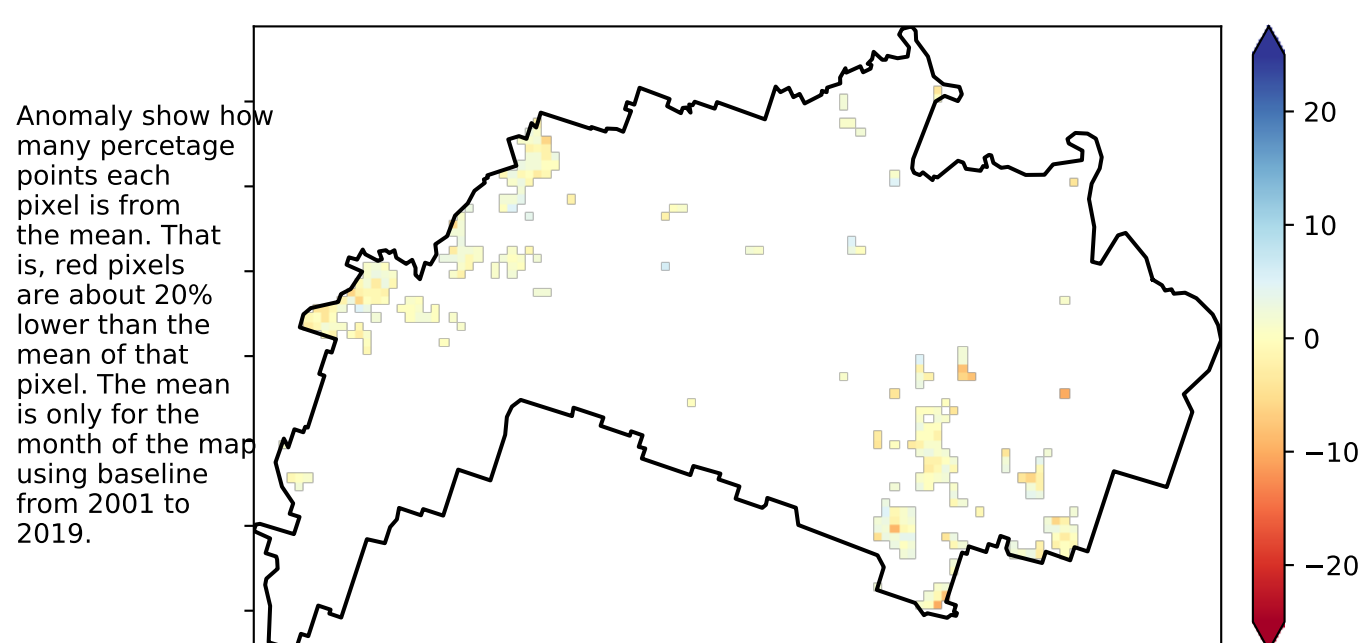 Anomaly show how
many percetage
points each
pixel is from
the mean. That
is, red pixels
are about 20%
lower than the
mean of that
pixel. The mean
is only for the
month of the map
using baseline
from 2001 to
2019.
20
10
0
−10
−20